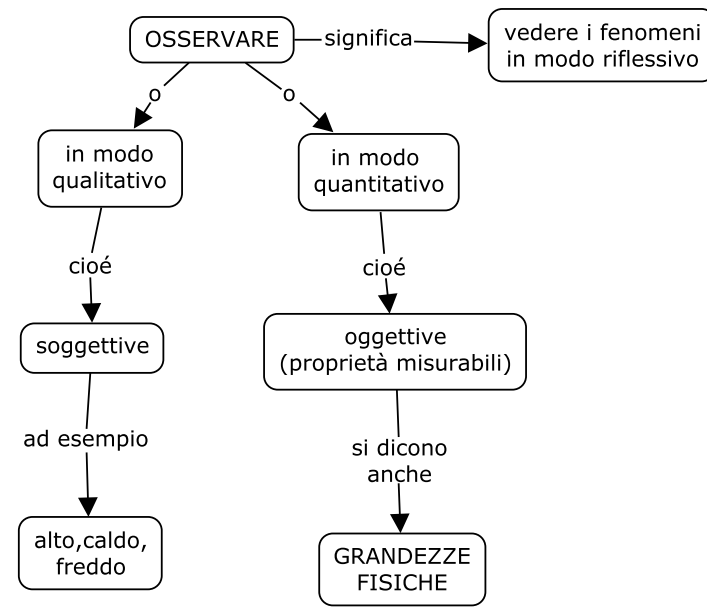 OSSERVARE
significa
vedere i fenomeni
in modo riflessivo
o
o
in modo
qualitativo
in modo
quantitativo
cioé
cioé
soggettive
oggettive
(proprietà misurabili)
ad esempio
si dicono
anche
alto,caldo,
freddo
GRANDEZZE
FISICHE